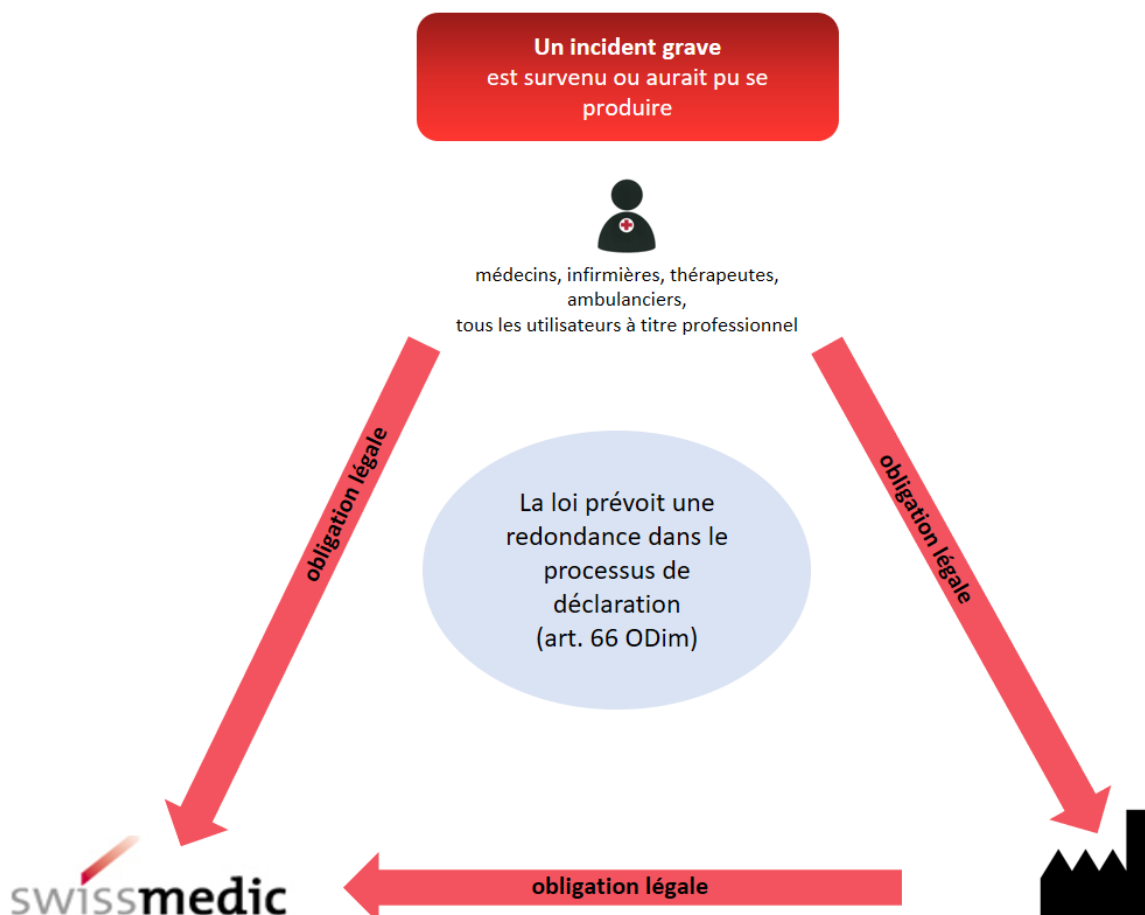 Un incident grave
est survenu ou aurait pu se
produire
médecins, infirmières, thérapeutes,
ambulanciers,
tous les utilisateurs à titre professionnel
obligation légale
obligation légale
La loi prévoit une
redondance dans le
processus de
déclaration
(art. 66 ODim)
swissmedic
obligation légale